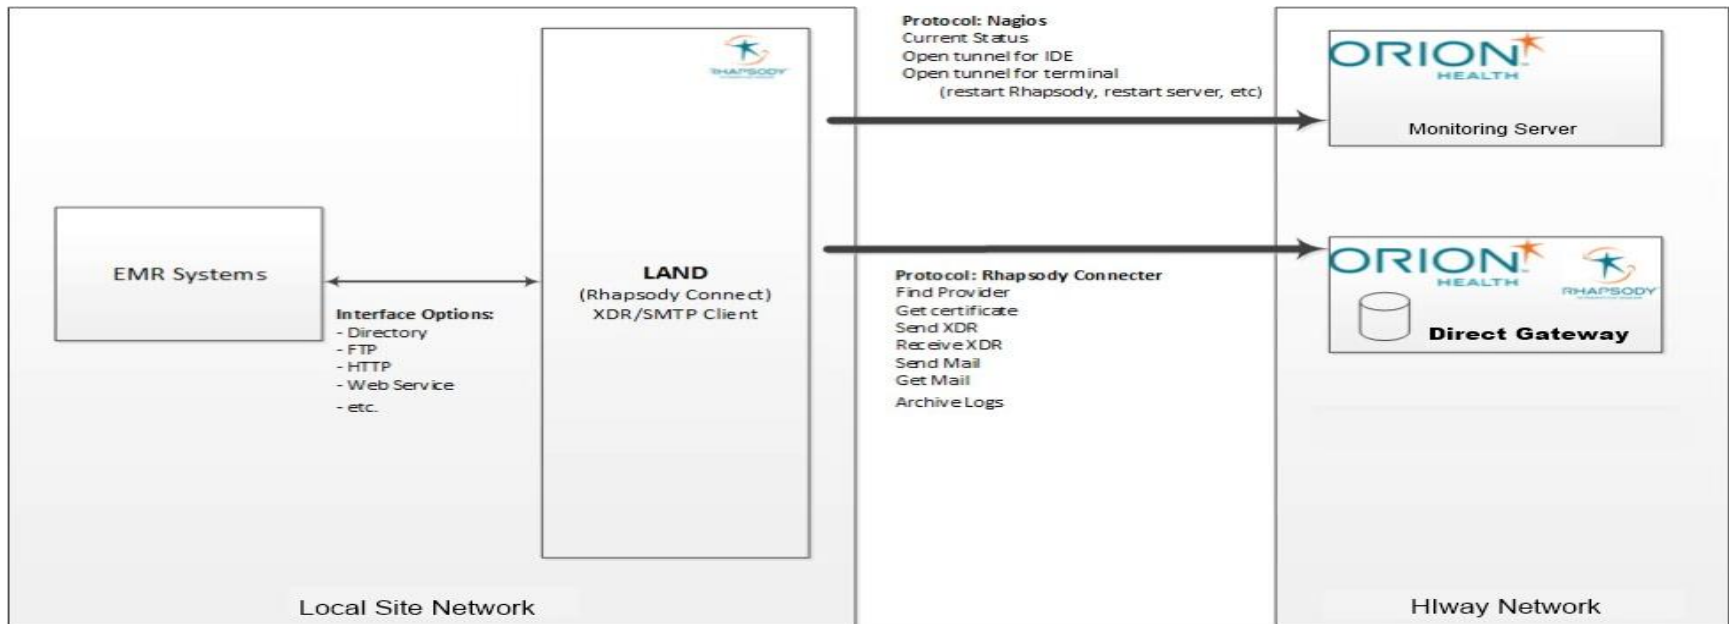 Protocol: Nagios
Current Status
Open tunnel for IDE
Open tunnel for terminal
(restart Rhapsody, restart server, etc)
RHAPSODY
ORION
HEALTH
Monitoring Server
EMR Systems
Interface Options:
- Directory
- FTP
- HTTP
- Web Service
- etc.
LAND
(Rhapsody Connect)
XDR/SMTP Client
Protocol: Rhapsody Connecter
Find Provider
Get certificate
Send XDR
Receive XDR
Send Mail
Get Mail
Archive Logs
ORION
HEALTH
RHAPSODY
Direct Gateway
Local Site Network
HIway Network